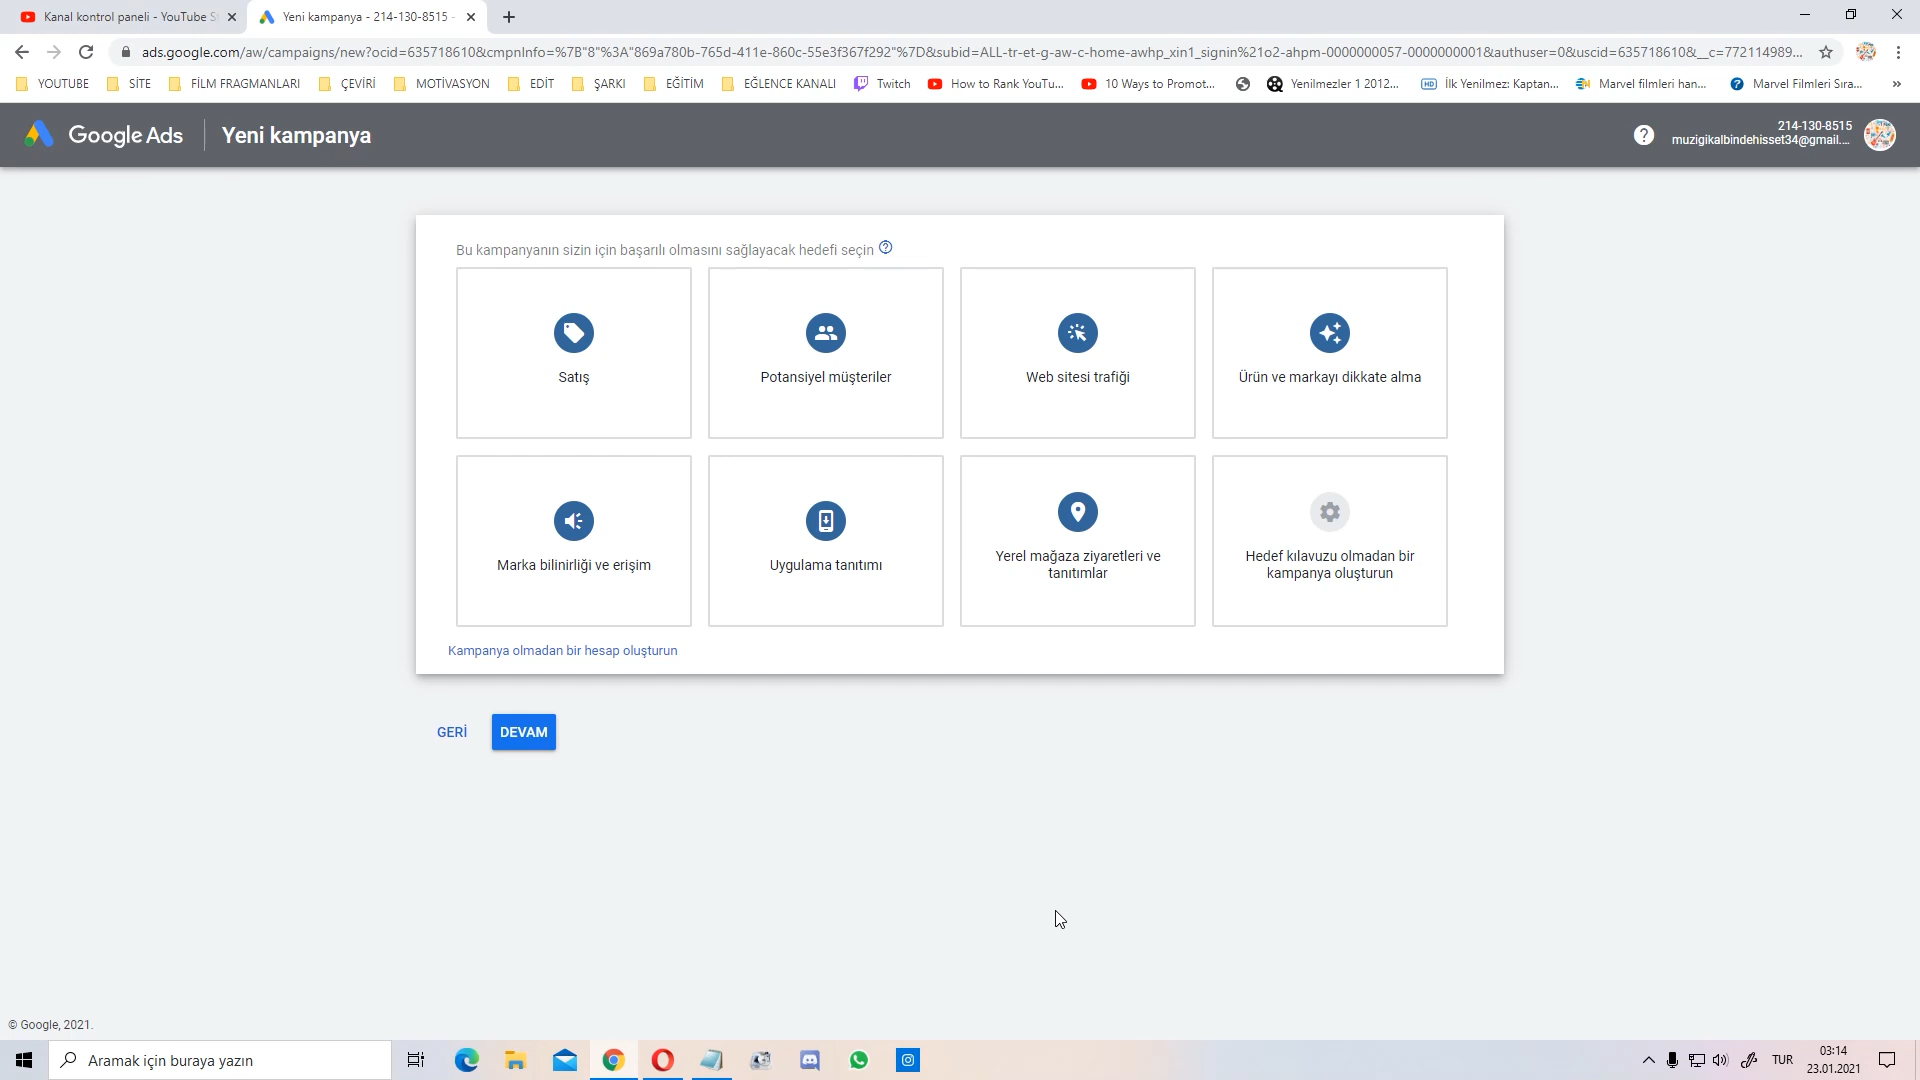 Kanal kontrol paneli - YouTube S
Yeni kampanya - 214-130-8515 -
ads.google.com/aw/campaigns/new?ocid=635718610&cmpnInfo=%7B"8"%3A"869a780b-765d-411e-860c-55e3f367f292"%7D&subid=ALL-tr-et-g-aw-c-home-awhp_xin1_signin%21o2-ahpm-0000000057-0000000001&authuser=0&uscid=635718610&__c=772114989...
YOUTUBE SİTE FİLM FRAGMANLARI ÇEVİRİ MOTİVASYON EDİT ŞARKI EĞİTİM EĞLENCE KANALI Twitch How to Rank YouTu... 10 Ways to Promot... Yenilmezler 1 2012... HD İlk Yenilmez: Kaptan... Marvel filmleri han... Marvel Filmleri Sıra... »
Google Ads Yeni kampanya
214-130-8515
muzigikalbindehisset34@gmail....
Bu kampanyanın sizin için başarılı olmasını sağlayacak hedefi seçin
Satış
Potansiyel müşteriler
Web sitesi trafiği
Ürün ve markayı dikkate alma
Marka bilinirliği ve erişim
Uygulama tanıtımı
Yerel mağaza ziyaretleri ve
tanıtımlar
Hedef kılavuzu olmadan bir
kampanya oluşturun
Kampanya olmadan bir hesap oluşturun
GERİ DEVAM
© Google, 2021.
Aramak için buraya yazın
TUR
03:14
23.01.2021